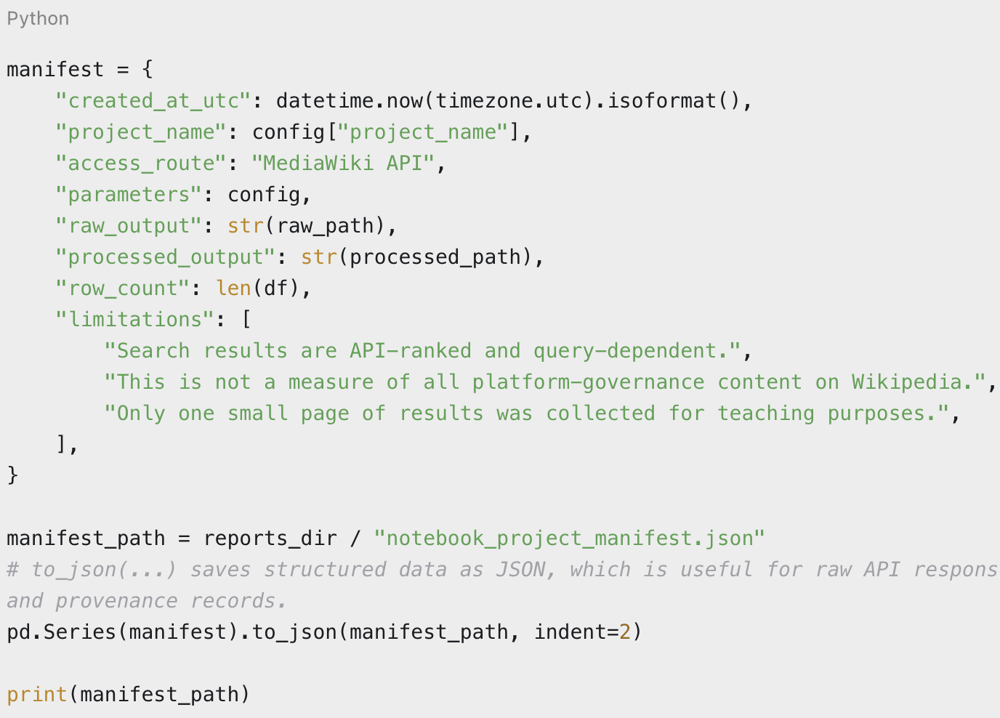 Python
manifest = {
    "created_at_utc": datetime.now(timezone.utc).isoformat(),
    "project_name": config["project_name"],
    "access_route": "MediaWiki API",
    "parameters": config,
    "raw_output": str(raw_path),
    "processed_output": str(processed_path),
    "row_count": len(df),
    "limitations": [
        "Search results are API-ranked and query-dependent.",
        "This is not a measure of all platform-governance content on Wikipedia.",
        "Only one small page of results was collected for teaching purposes.",
    ],
}
manifest_path = reports_dir / "notebook_project_manifest.json"
# to_json(...) saves structured data as JSON, which is useful for raw API respons
and provenance records.
pd.Series(manifest).to_json(manifest_path, indent=2)
print(manifest_path)